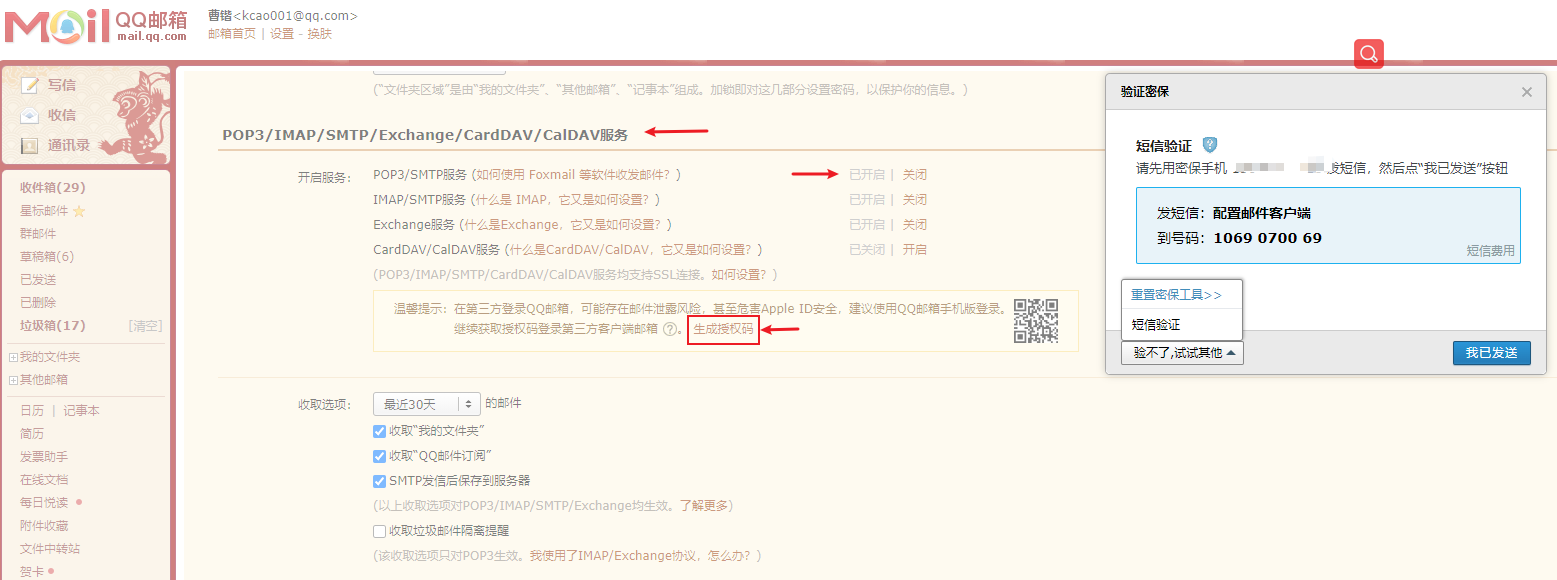 Mail QQ邮箱
mail.qq.com
曹锴<kcao001@qq.com>
邮箱首页 | 设置 - 换肤
写信
收信
通讯录
收件箱(29)
星标邮件
群邮件
草稿箱(6)
已发送
已删除
垃圾箱(17) [清空]
我的文件夹
其他邮箱
日历 | 记事本
简历
发票助手
在线文档
每日悦读
附件收藏
文件中转站
贺卡
(“文件夹区域”是由“我的文件夹”、“其他邮箱”、“记事本”组成。加锁即对这几部分设置密码，以保护你的信息。)
POP3/IMAP/SMTP/Exchange/CardDAV/CalDAV服务
开启服务：
POP3/SMTP服务 (如何使用 Foxmail 等软件收发邮件？) 已开启 | 关闭
IMAP/SMTP服务 (什么是 IMAP，它又是如何设置？) 已开启 | 关闭
Exchange服务 (什么是Exchange，它又是如何设置？) 已开启 | 关闭
CardDAV/CalDAV服务 (什么是CardDAV/CalDAV，它又是如何设置？) 已关闭 | 开启
(POP3/IMAP/SMTP/CardDAV/CalDAV服务均支持SSL连接。如何设置？)
温馨提示：在第三方登录QQ邮箱，可能存在邮件泄露风险，甚至危害Apple ID安全，建议使用QQ邮箱手机版登录。
继续获取授权码登录第三方客户端邮箱 ?。生成授权码
收取选项： 最近30天 的邮件
收取“我的文件夹”
收取“QQ邮件订阅”
SMTP发信后保存到服务器
(以上收取选项对POP3/IMAP/SMTP/Exchange均生效。了解更多)
收取垃圾邮件隔离提醒
(该收取选项只对POP3生效。我使用了IMAP/Exchange协议，怎么办？)
验证密保
短信验证 ?
请先用密保手机 发短信，然后点“我已发送”按钮
发短信：配置邮件客户端
到号码：1069 0700 69
短信费用
重置密保工具>>
短信验证
验不了,试试其他
我已发送